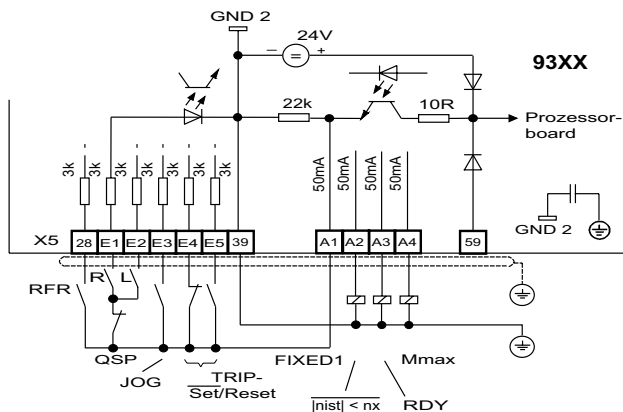 GND 2
24V
− = +
93XX
22k
10R
Prozessor-
board
3k 3k 3k 3k 3k 3k
50mA 50mA 50mA 50mA
GND 2
X5 28 E1 E2 E3 E4 E5 39 A1 A2 A3 A4 59
RFR R L
QSP
JOG
TRIP-
Set/Reset
FIXED1
Mmax
|nist| < nx
RDY